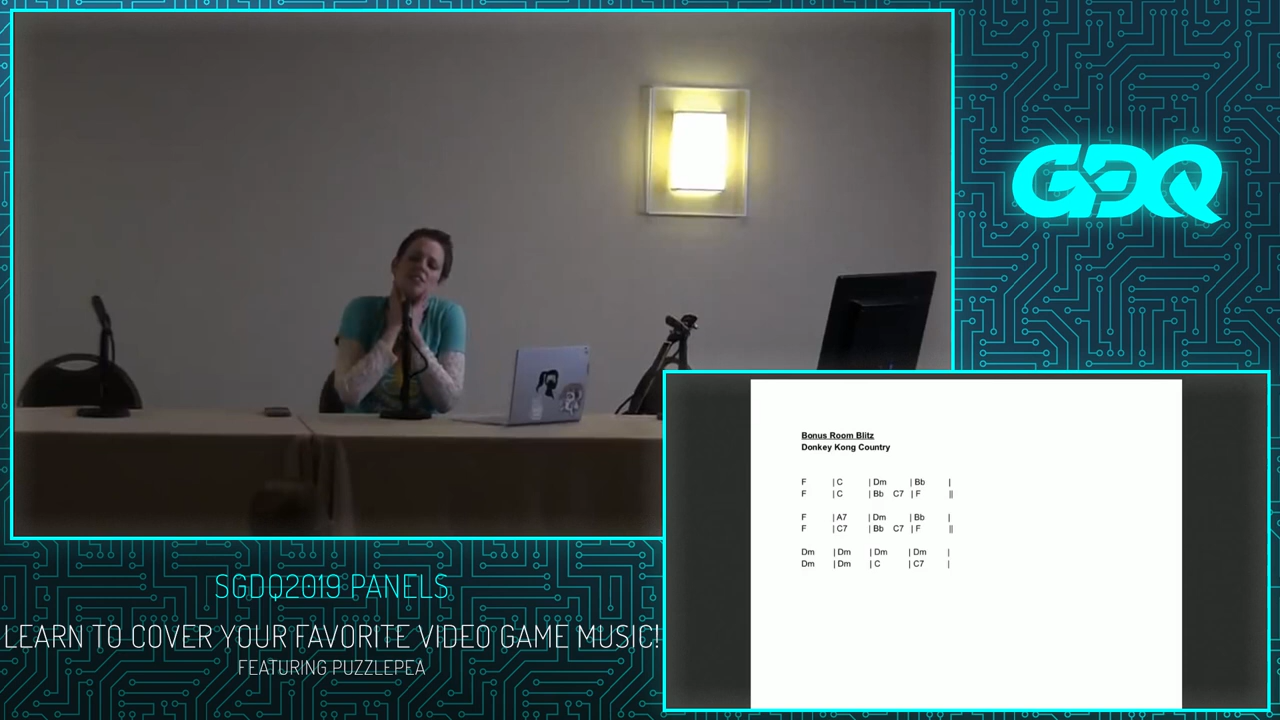 GDQ
Bonus Room Blitz
Donkey Kong Country
F | C | Dm | Bb |
F | C | Bb C7 | F ||
F | A7 | Dm | Bb |
F | C7 | Bb C7 | F ||
Dm | Dm | Dm | Dm |
Dm | Dm | C | C7 |
SGDQ2019 PANELS
LEARN TO COVER YOUR FAVORITE VIDEO GAME MUSIC!
FEATURING PUZZLEPEA